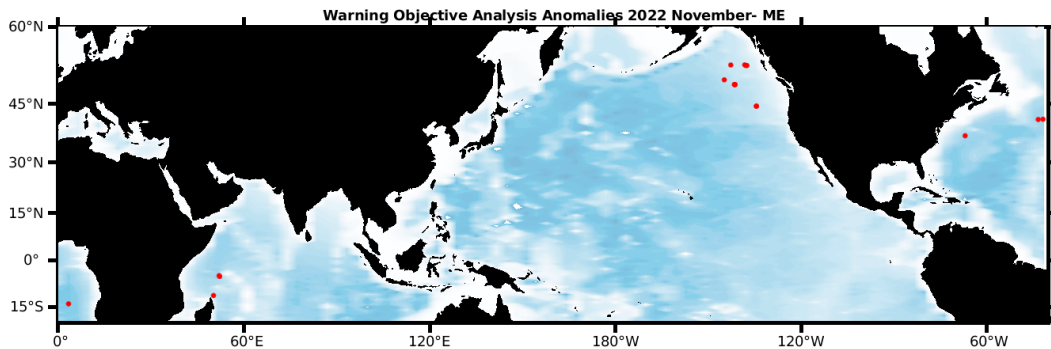 Warning Objective Analysis Anomalies 2022 November- ME
60°N
45°N
30°N
15°N
0°
15°S
0° 60°E 120°E 180°W 120°W 60°W